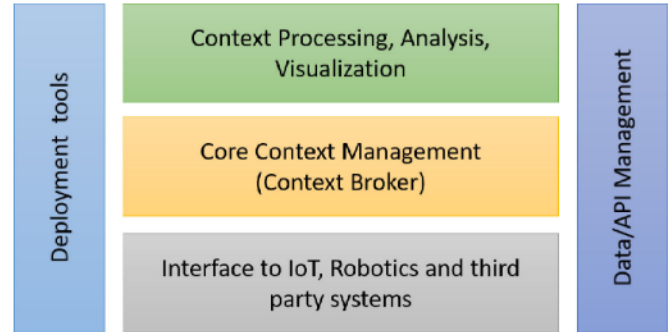 Deployment tools
Context Processing, Analysis,
Visualization
Core Context Management
(Context Broker)
Interface to IoT, Robotics and third
party systems
Data/API Management